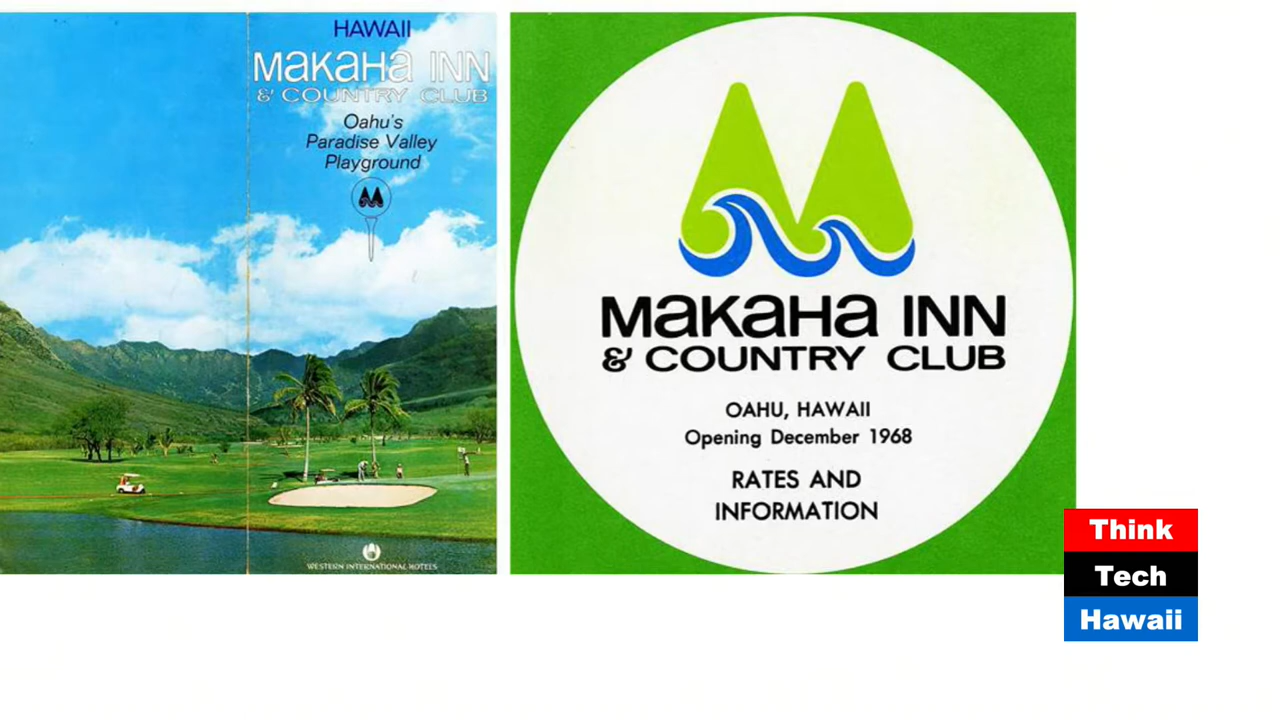 HAWAII
MaKaHa INN
& COUNTRY CLUB
Oahu's
Paradise Valley
Playground
WESTERN INTERNATIONAL HOTELS
MaKaHa INN
& COUNTRY CLUB
OAHU, HAWAII
Opening December 1968
RATES AND
INFORMATION
Think
Tech
Hawaii